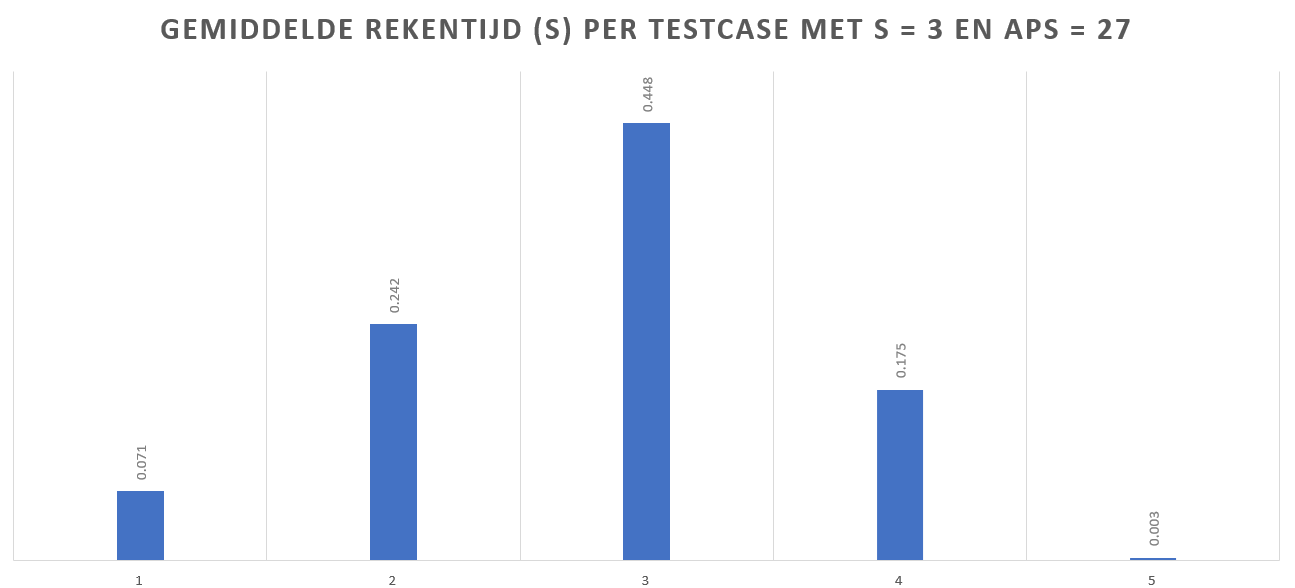 GEMIDDELDE REKENTIJD (S) PER TESTCASE MET S = 3 EN APS = 27
0.071
0.242
0.448
0.175
0.003
1 2 3 4 5